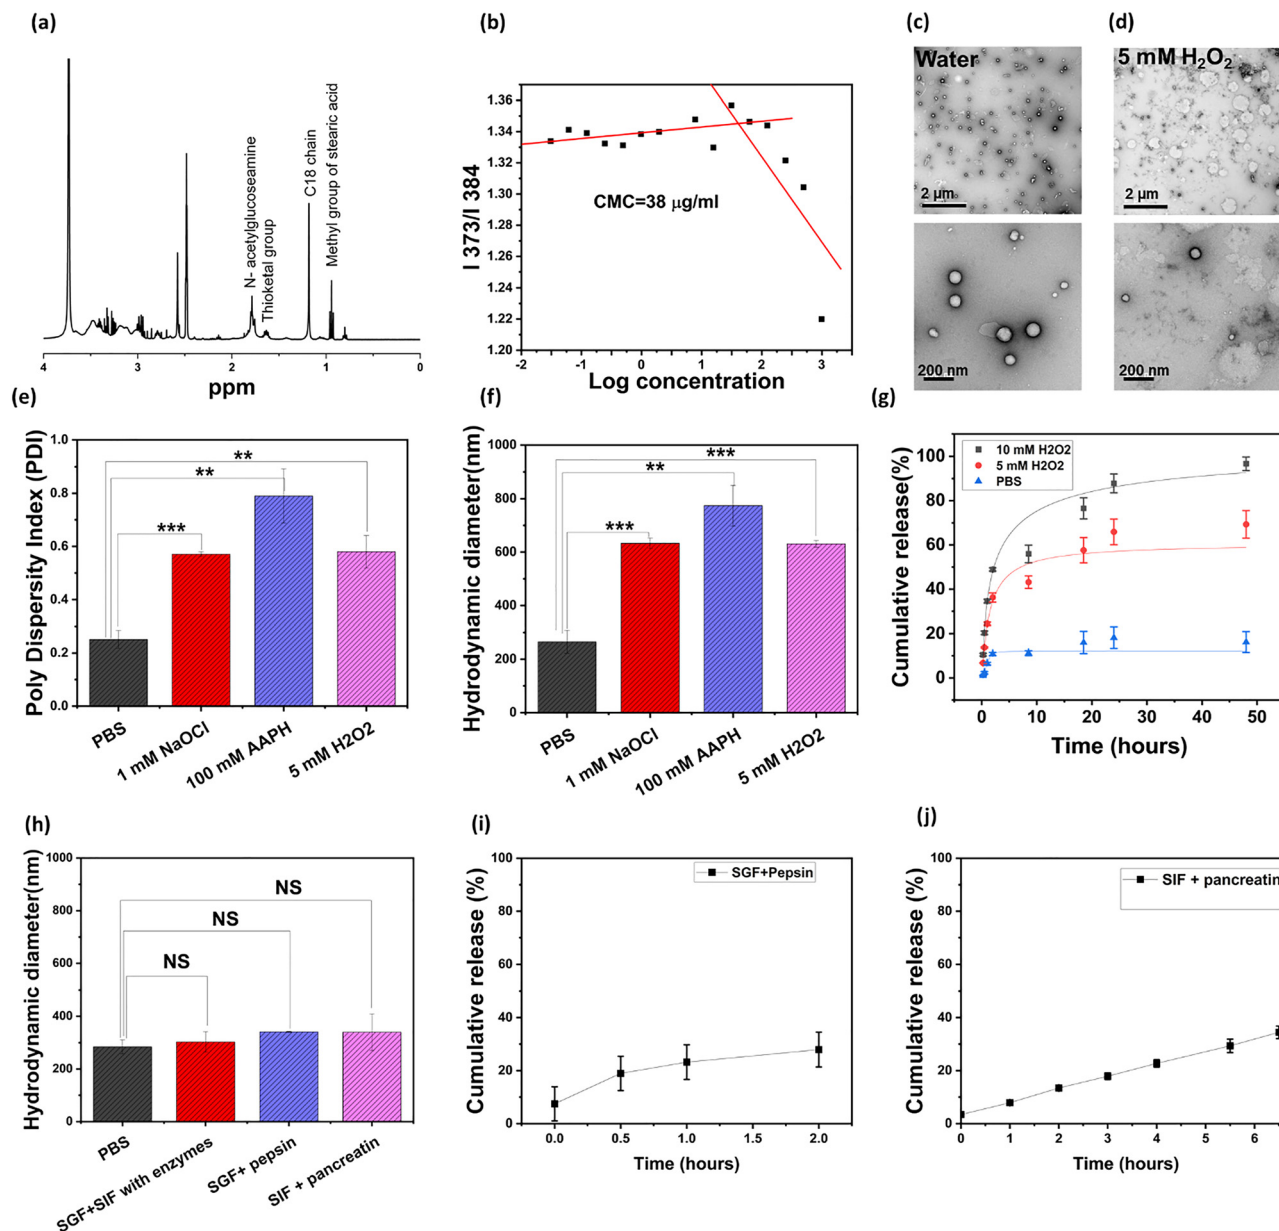 (a)
N- acetylglucoseamine
Thioketal group
C18 chain
Methyl group of stearic acid
4
3
2
1
0
ppm
(b)
1.36
1.34
1.32
1.30
1.28
1.26
1.24
1.22
1.20
I 373/I 384
CMC=38 µg/ml
-2
-1
0
1
2
3
Log concentration
(c)
Water
2 µm
200 nm
(d)
5 mM H₂O₂
2 µm
200 nm
(e)
Poly Dispersity Index (PDI)
1.0
0.8
0.6
0.4
0.2
0.0
**
**
***
PBS
1 mM NaOCl
100 mM AAPH
5 mM H2O2
(f)
Hydrodynamic diameter(nm)
1000
800
600
400
200
0
***
**
***
PBS
1 mM NaOCl
100 mM AAPH
5 mM H2O2
(g)
Cumulative release(%)
100
80
60
40
20
0
10 mM H2O2
5 mM H2O2
PBS
0
10
20
30
40
50
Time (hours)
(h)
Hydrodynamic diameter(nm)
1000
800
600
400
200
0
NS
NS
NS
PBS
SGF+SIF with enzymes
SGF+ pepsin
SIF + pancreatin
(i)
Cumulative release (%)
100
80
60
40
20
0
SGF+Pepsin
0.0
0.5
1.0
1.5
2.0
Time (hours)
(j)
Cumulative release (%)
100
80
60
40
20
0
SIF + pancreatin
0
1
2
3
4
5
6
Time (hours)